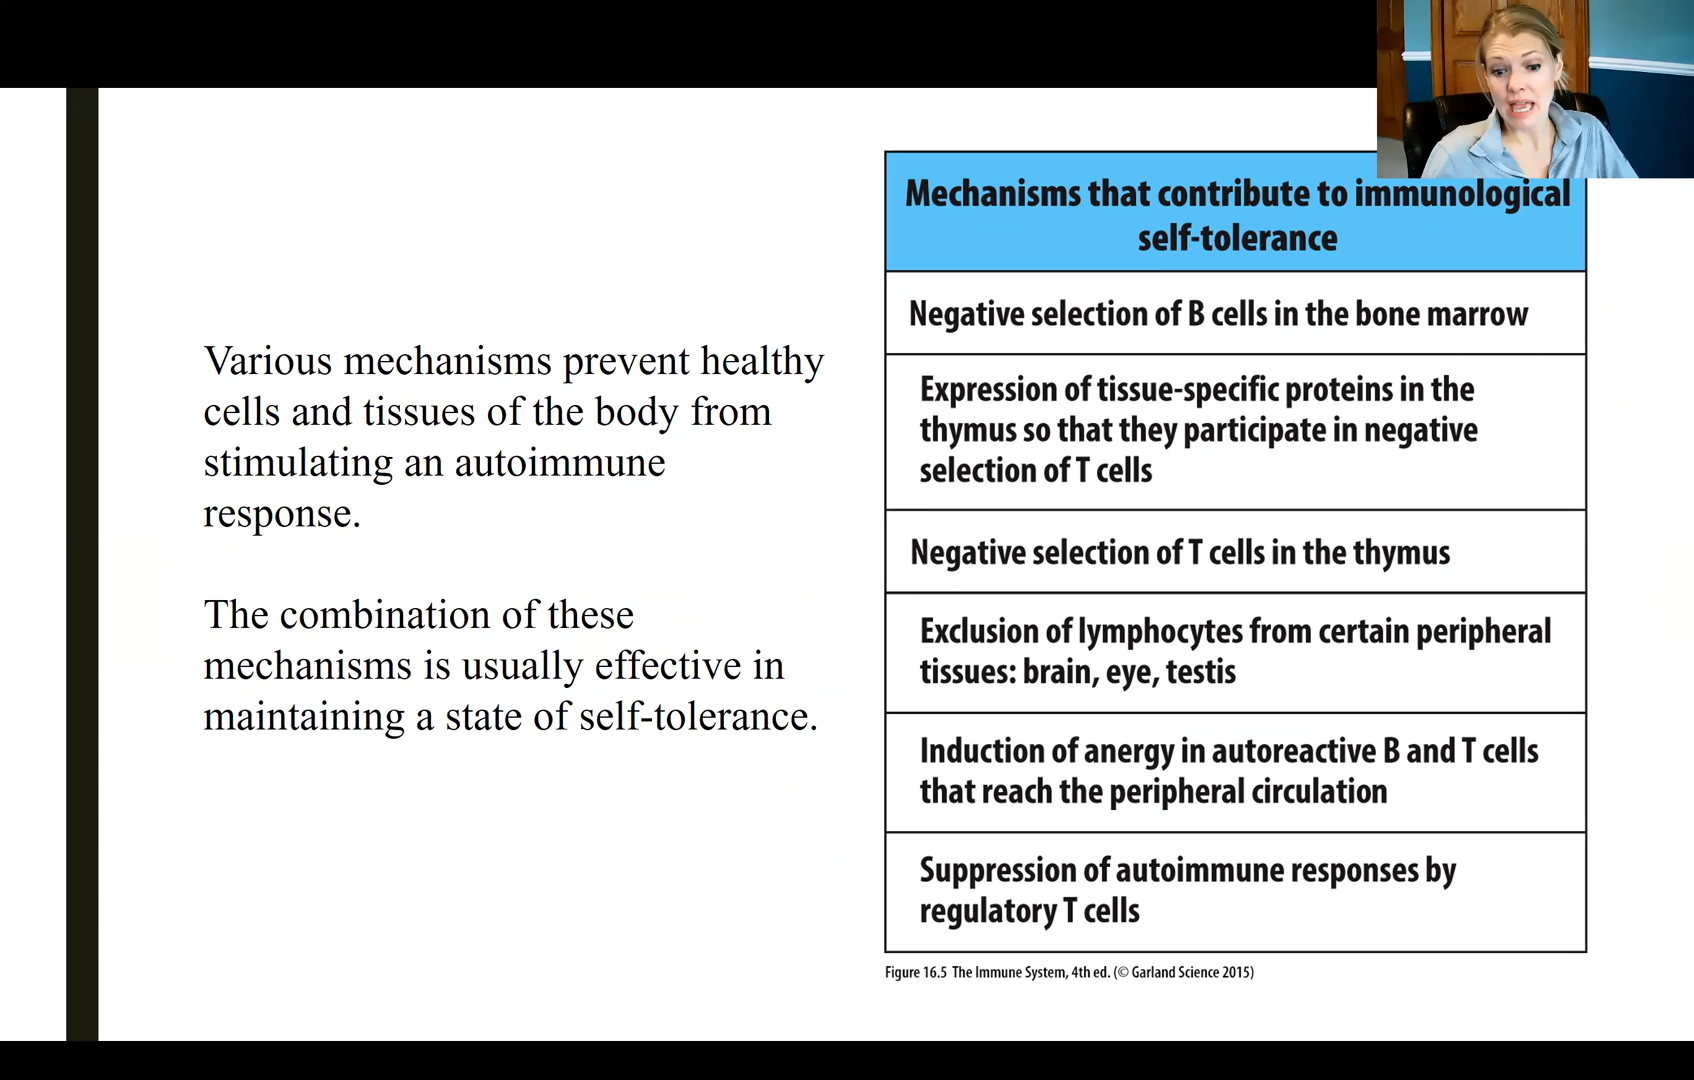 Various mechanisms prevent healthy
cells and tissues of the body from
stimulating an autoimmune
response.
The combination of these
mechanisms is usually effective in
maintaining a state of self-tolerance.
Mechanisms that contribute to immunological
self-tolerance
Negative selection of B cells in the bone marrow
Expression of tissue-specific proteins in the
thymus so that they participate in negative
selection of T cells
Negative selection of T cells in the thymus
Exclusion of lymphocytes from certain peripheral
tissues: brain, eye, testis
Induction of anergy in autoreactive B and T cells
that reach the peripheral circulation
Suppression of autoimmune responses by
regulatory T cells
Figure 16.5 The Immune System, 4th ed. (© Garland Science 2015)